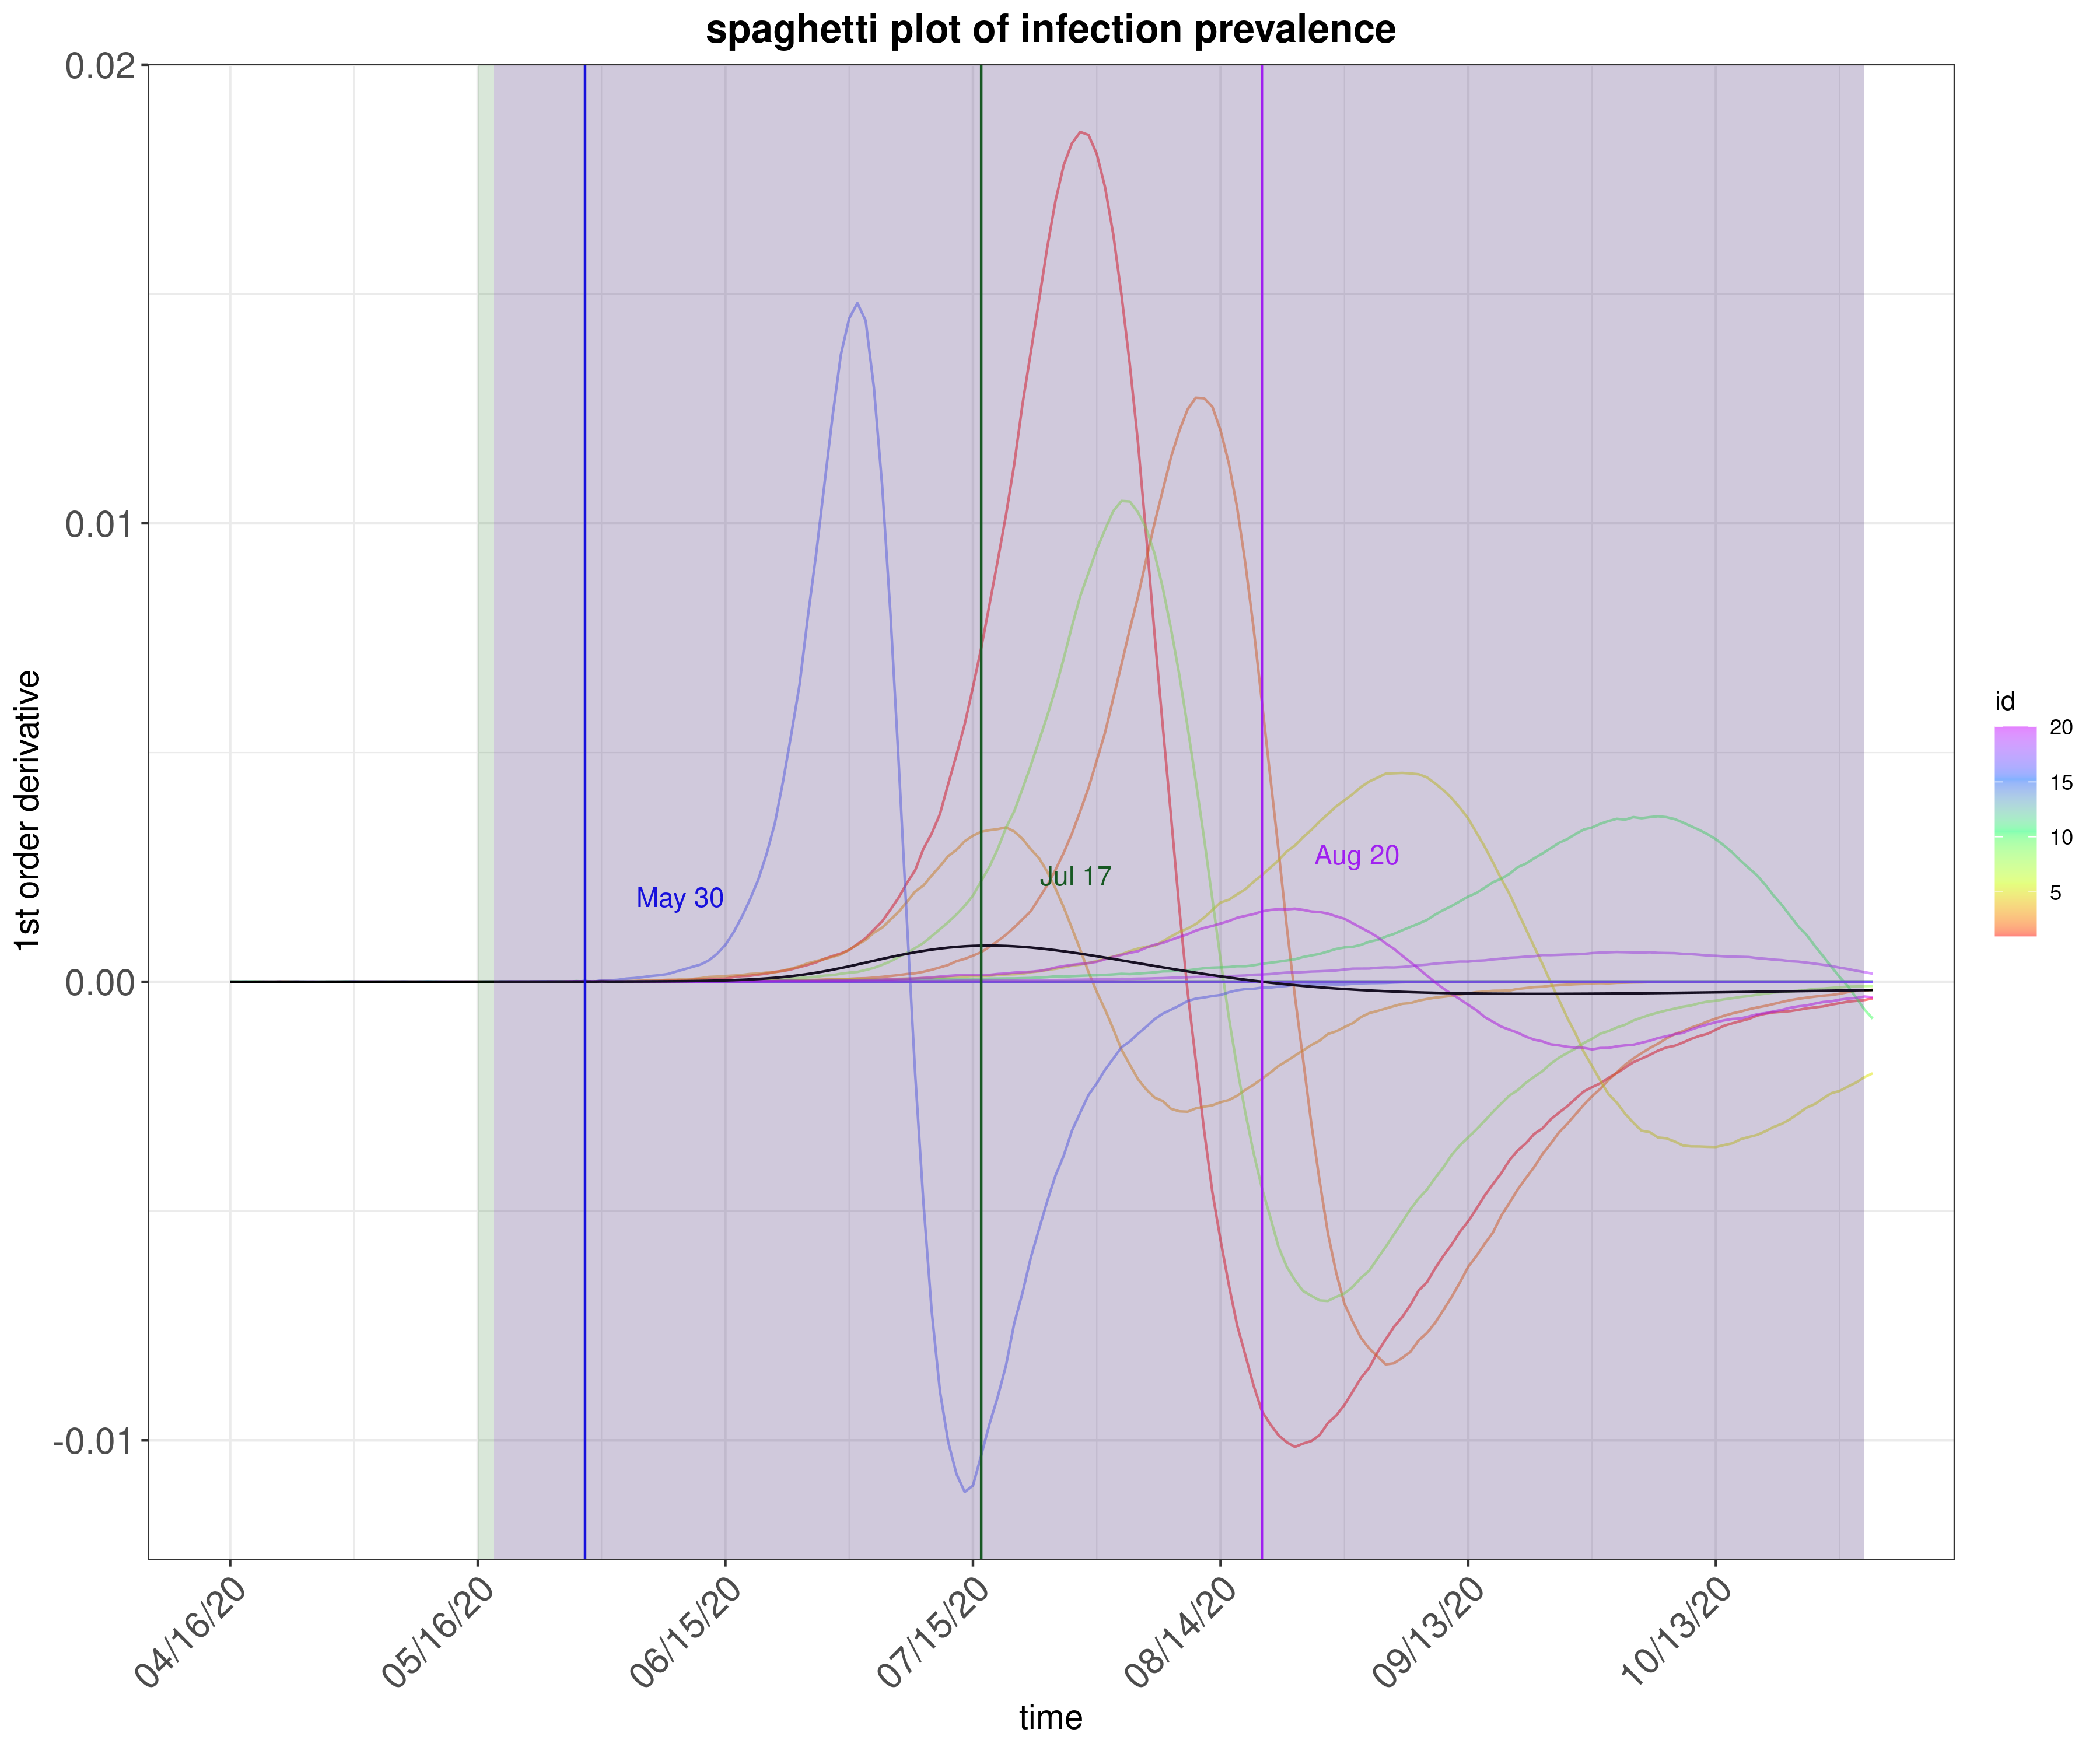 spaghetti plot of infection prevalence
0.02
0.01
0.00
-0.01
1st order derivative
May 30
Jul 17
Aug 20
04/16/20
05/16/20
06/15/20
07/15/20
08/14/20
09/13/20
10/13/20
time
id
20
15
10
5